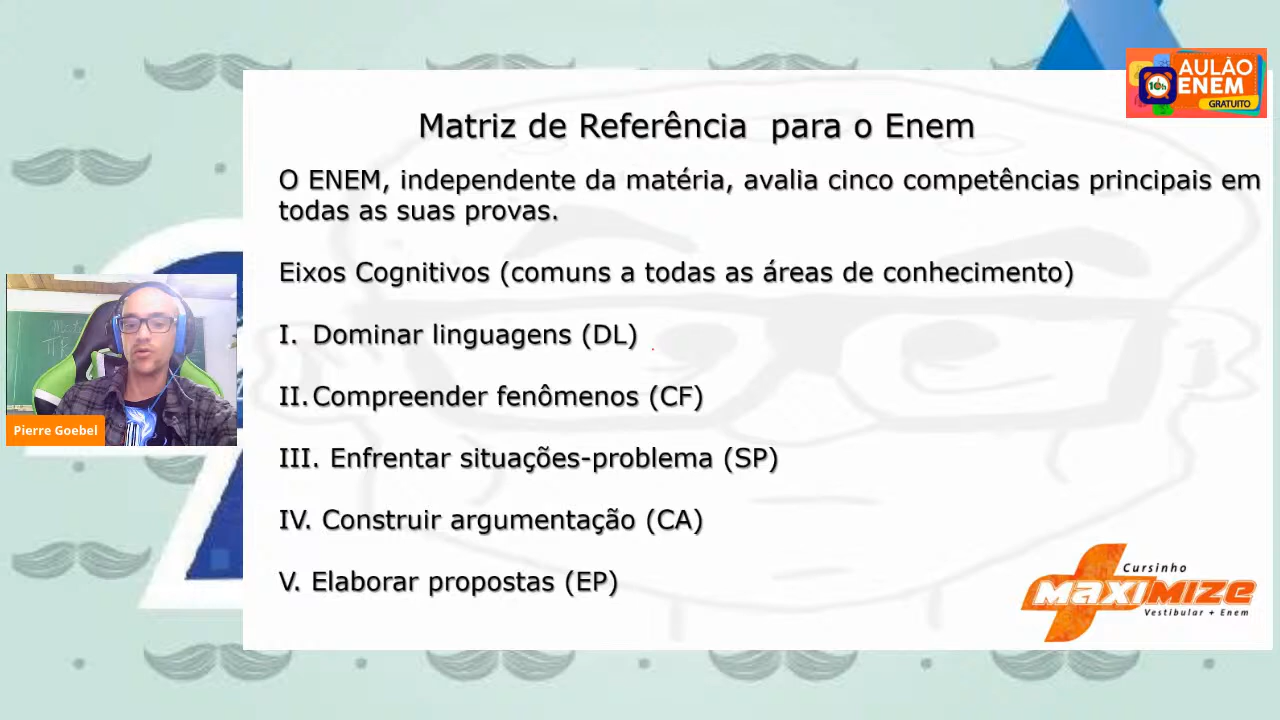 AULÃO
ENEM
10h
GRATUITO
Matriz de Referência para o Enem
O ENEM, independente da matéria, avalia cinco competências principais em
todas as suas provas.
Eixos Cognitivos (comuns a todas as áreas de conhecimento)
I. Dominar linguagens (DL)
II. Compreender fenômenos (CF)
III. Enfrentar situações-problema (SP)
IV. Construir argumentação (CA)
V. Elaborar propostas (EP)
Pierre Goebel
Cursinho
MAXIMIZE
Vestibular + Enem